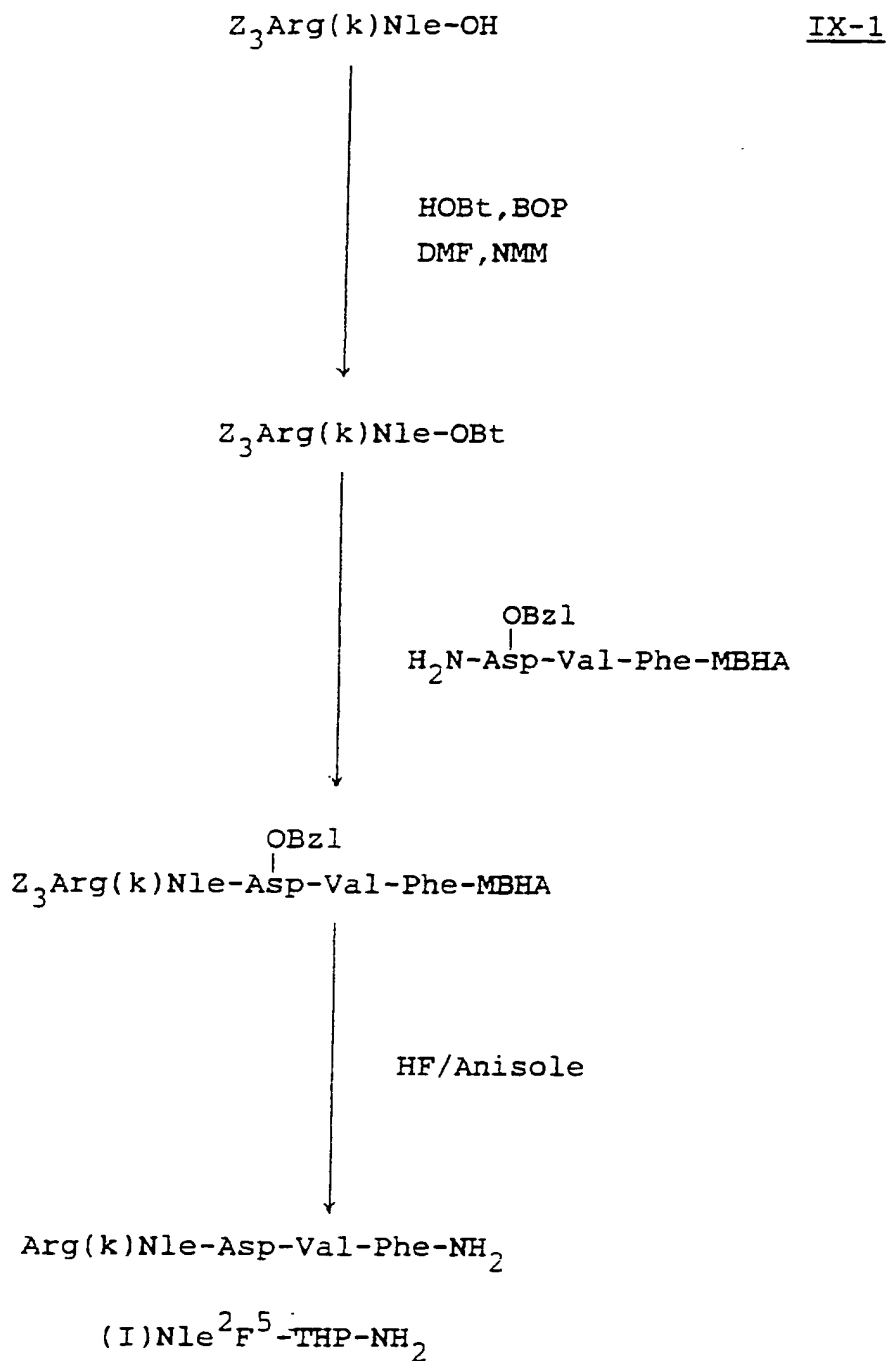 Z₃Arg(k)Nle-OH IX-1
HOBt,BOP
DMF,NMM
Z₃Arg(k)Nle-OBt
OBzl
H₂N-Asp-Val-Phe-MBHA
OBzl
Z₃Arg(k)Nle-Asp-Val-Phe-MBHA
HF/Anisole
Arg(k)Nle-Asp-Val-Phe-NH₂
(I)Nle²F⁵-THP-NH₂